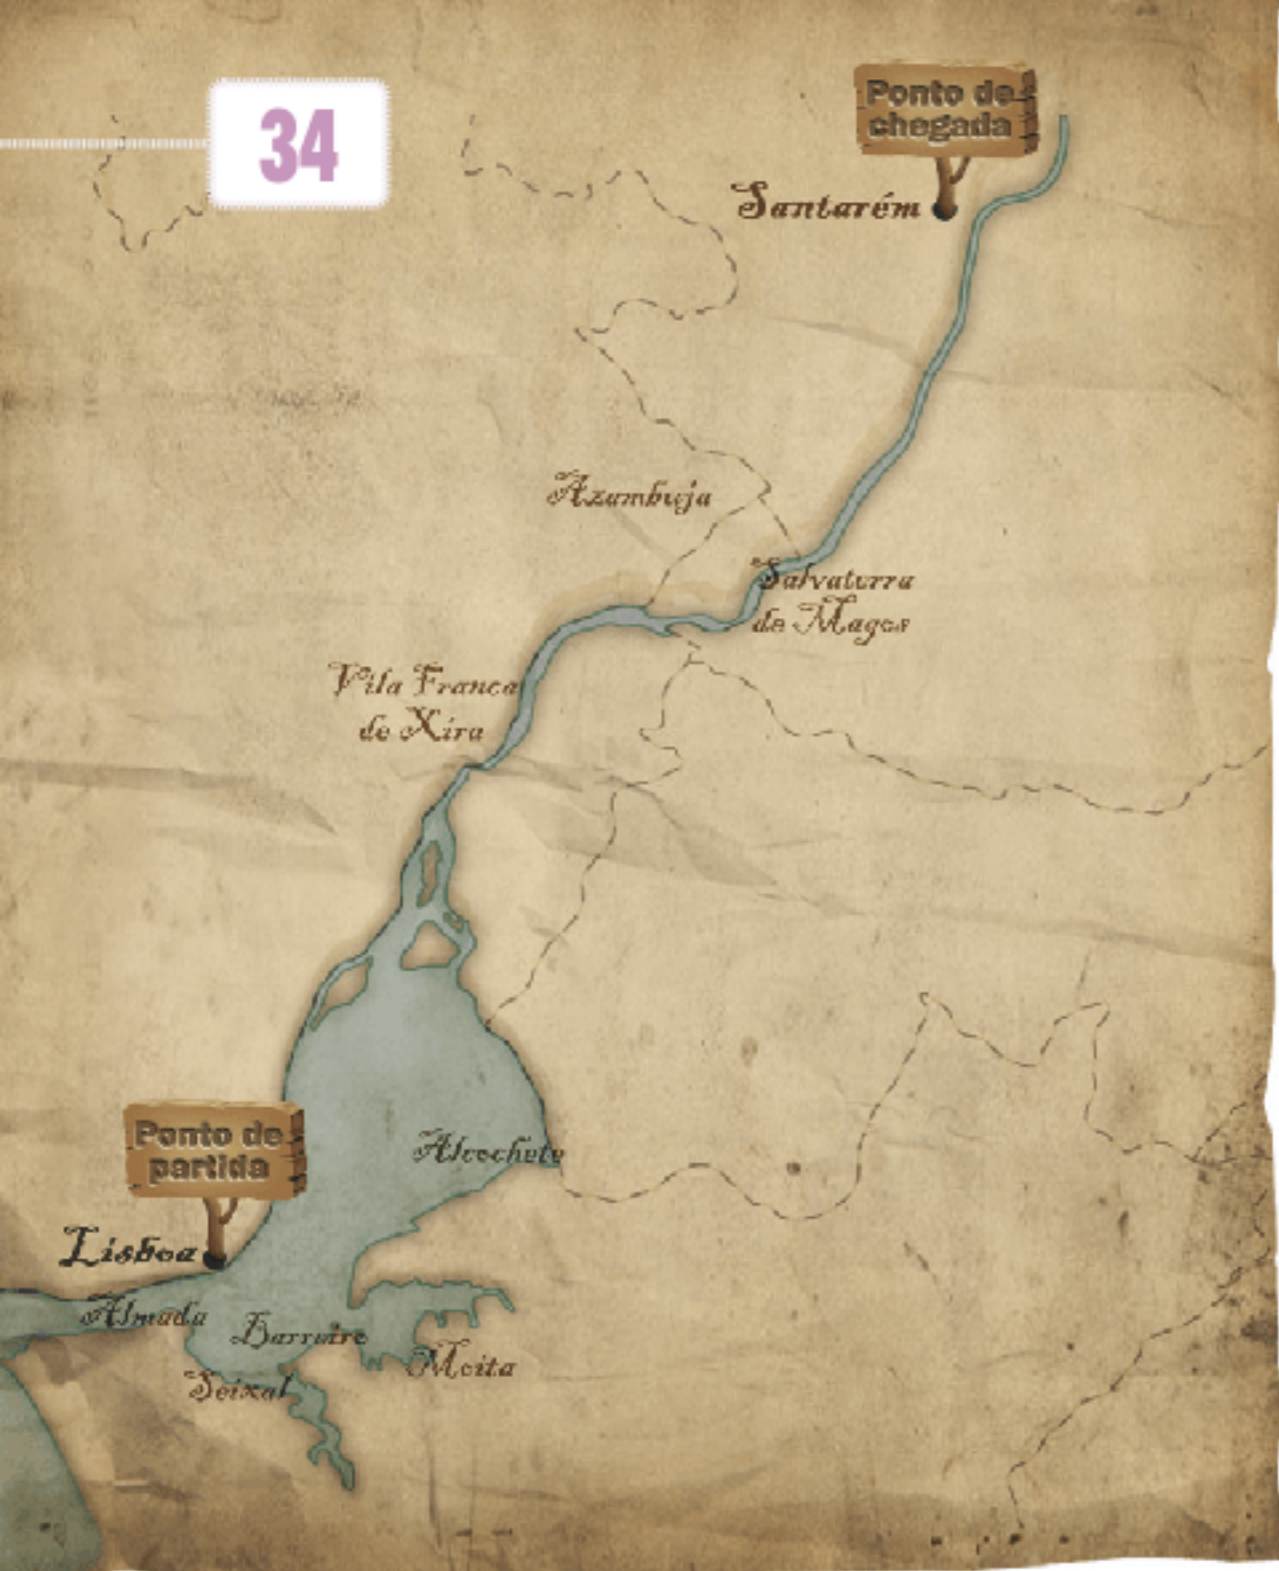 34
Ponto de
chegada
Santarém
Azambuja
Salvaterra
de Magos
Vila Franca
de Xira
Ponto de
partida
Alcochete
Lisboa
Almada
Barreiro
Moita
Seixal